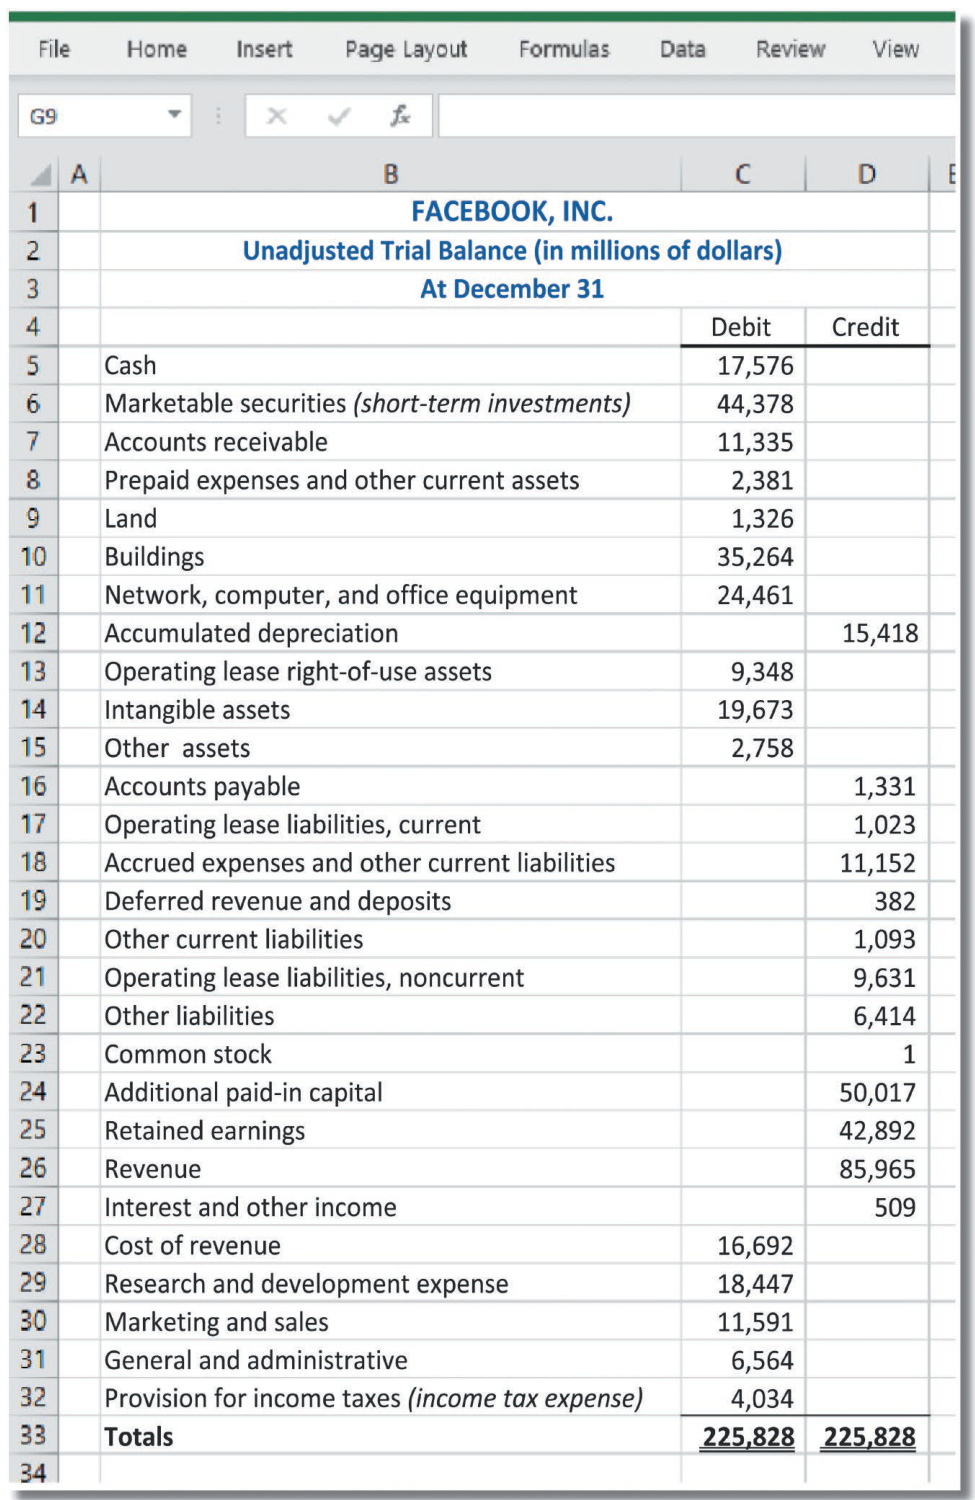 File Home Insert Page Layout Formulas Data Review View
G9 fx
A B C D E
1 FACEBOOK, INC.
2 Unadjusted Trial Balance (in millions of dollars)
3 At December 31
4 Debit Credit
5 Cash 17,576
6 Marketable securities (short-term investments) 44,378
7 Accounts receivable 11,335
8 Prepaid expenses and other current assets 2,381
9 Land 1,326
10 Buildings 35,264
11 Network, computer, and office equipment 24,461
12 Accumulated depreciation 15,418
13 Operating lease right-of-use assets 9,348
14 Intangible assets 19,673
15 Other assets 2,758
16 Accounts payable 1,331
17 Operating lease liabilities, current 1,023
18 Accrued expenses and other current liabilities 11,152
19 Deferred revenue and deposits 382
20 Other current liabilities 1,093
21 Operating lease liabilities, noncurrent 9,631
22 Other liabilities 6,414
23 Common stock 1
24 Additional paid-in capital 50,017
25 Retained earnings 42,892
26 Revenue 85,965
27 Interest and other income 509
28 Cost of revenue 16,692
29 Research and development expense 18,447
30 Marketing and sales 11,591
31 General and administrative 6,564
32 Provision for income taxes (income tax expense) 4,034
33 Totals 225,828 225,828
34